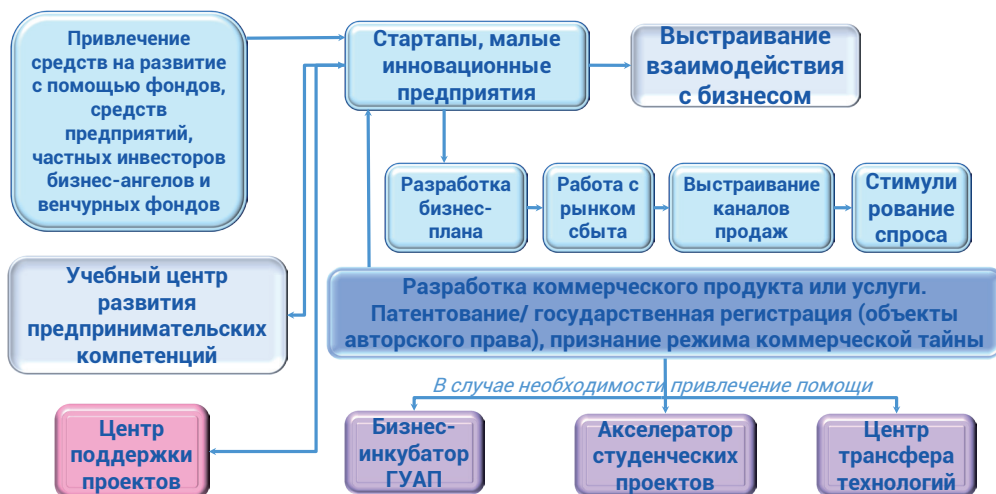 Привлечение
средств на развитие
с помощью фондов,
средств
предприятий,
частных инвесторов
бизнес-ангелов и
венчурных фондов
Стартапы, малые
инновационные
предприятия
Выстраивание
взаимодействия
с бизнесом
Разработка
бизнес-
плана
Работа с
рынком
сбыта
Выстраивание
каналов
продаж
Стимули
рование
спроса
Учебный центр
развития
предпринимательских
компетенций
Разработка коммерческого продукта или услуги.
Патентование/ государственная регистрация (объекты
авторского права), признание режима коммерческой тайны
В случае необходимости привлечение помощи
Центр
поддержки
проектов
Бизнес-
инкубатор
ГУАП
Акселератор
студенческих
проектов
Центр
трансфера
технологий